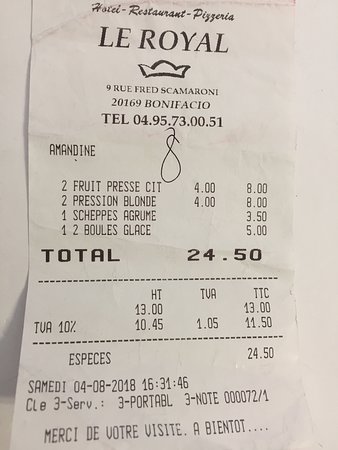 Hotel-Restaurant-Pizzeria
LE ROYAL
9 RUE FRED SCAMARONI
20169 BONIFACIO
TEL 04.95.73.00.51
8
AMANDINE
2 FRUIT PRESSE CIT 4.00 8.00
2 PRESSION BLONDE 4.00 8.00
1 SCHEPPES AGRUME 3.50
1 2 BOULES GLACE 5.00
TOTAL 24.50
HT TVA TTC
13.00 13.00
TVA 10% 10.45 1.05 11.50
ESPECES 24.50
SAMEDI 04-08-2018 16:31:46
Cle 3-Serv.: 3-PORTABL 3-NOTE 000072/1
MERCI DE VOTRE VISITE. A BIENTOT....